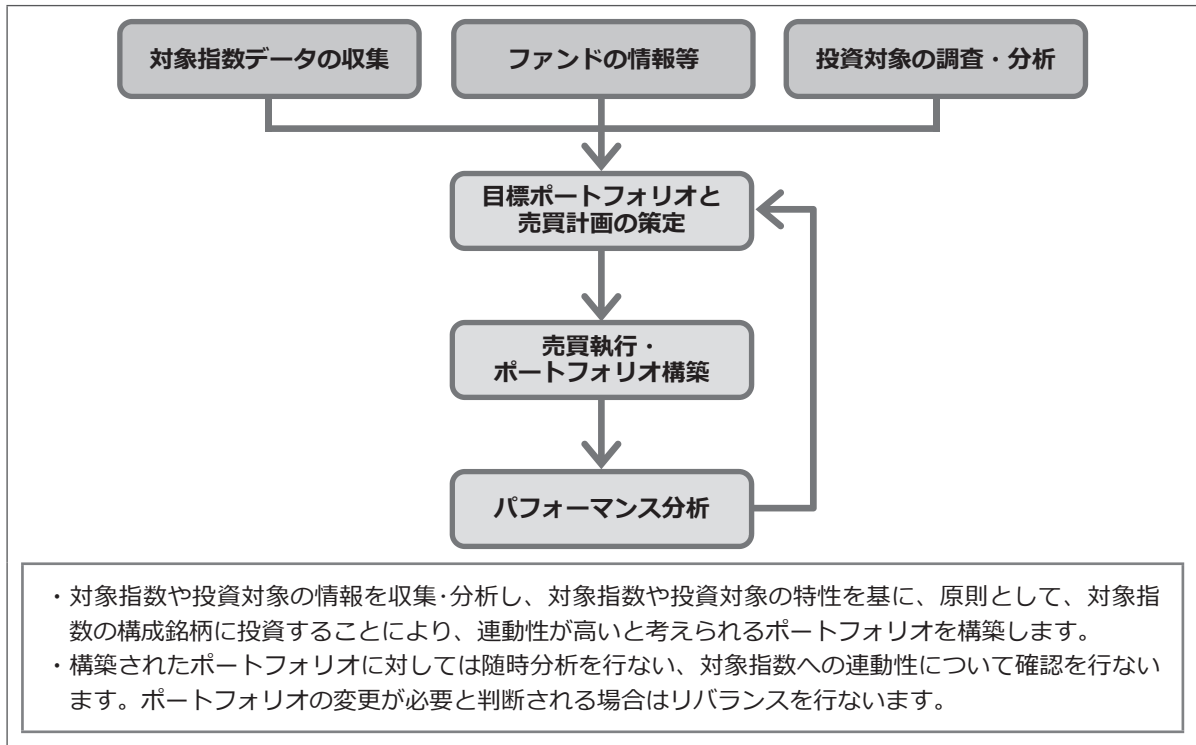 対象指数データの収集
ファンドの情報等
投資対象の調査・分析
目標ポートフォリオと
売買計画の策定
売買執行・
ポートフォリオ構築
パフォーマンス分析
・対象指数や投資対象の情報を収集・分析し、対象指数や投資対象の特性を基に、原則として、対象指
数の構成銘柄に投資することにより、連動性が高いと考えられるポートフォリオを構築します。
・構築されたポートフォリオに対しては随時分析を行ない、対象指数への連動性について確認を行ない
ます。ポートフォリオの変更が必要と判断される場合はリバランスを行ないます。